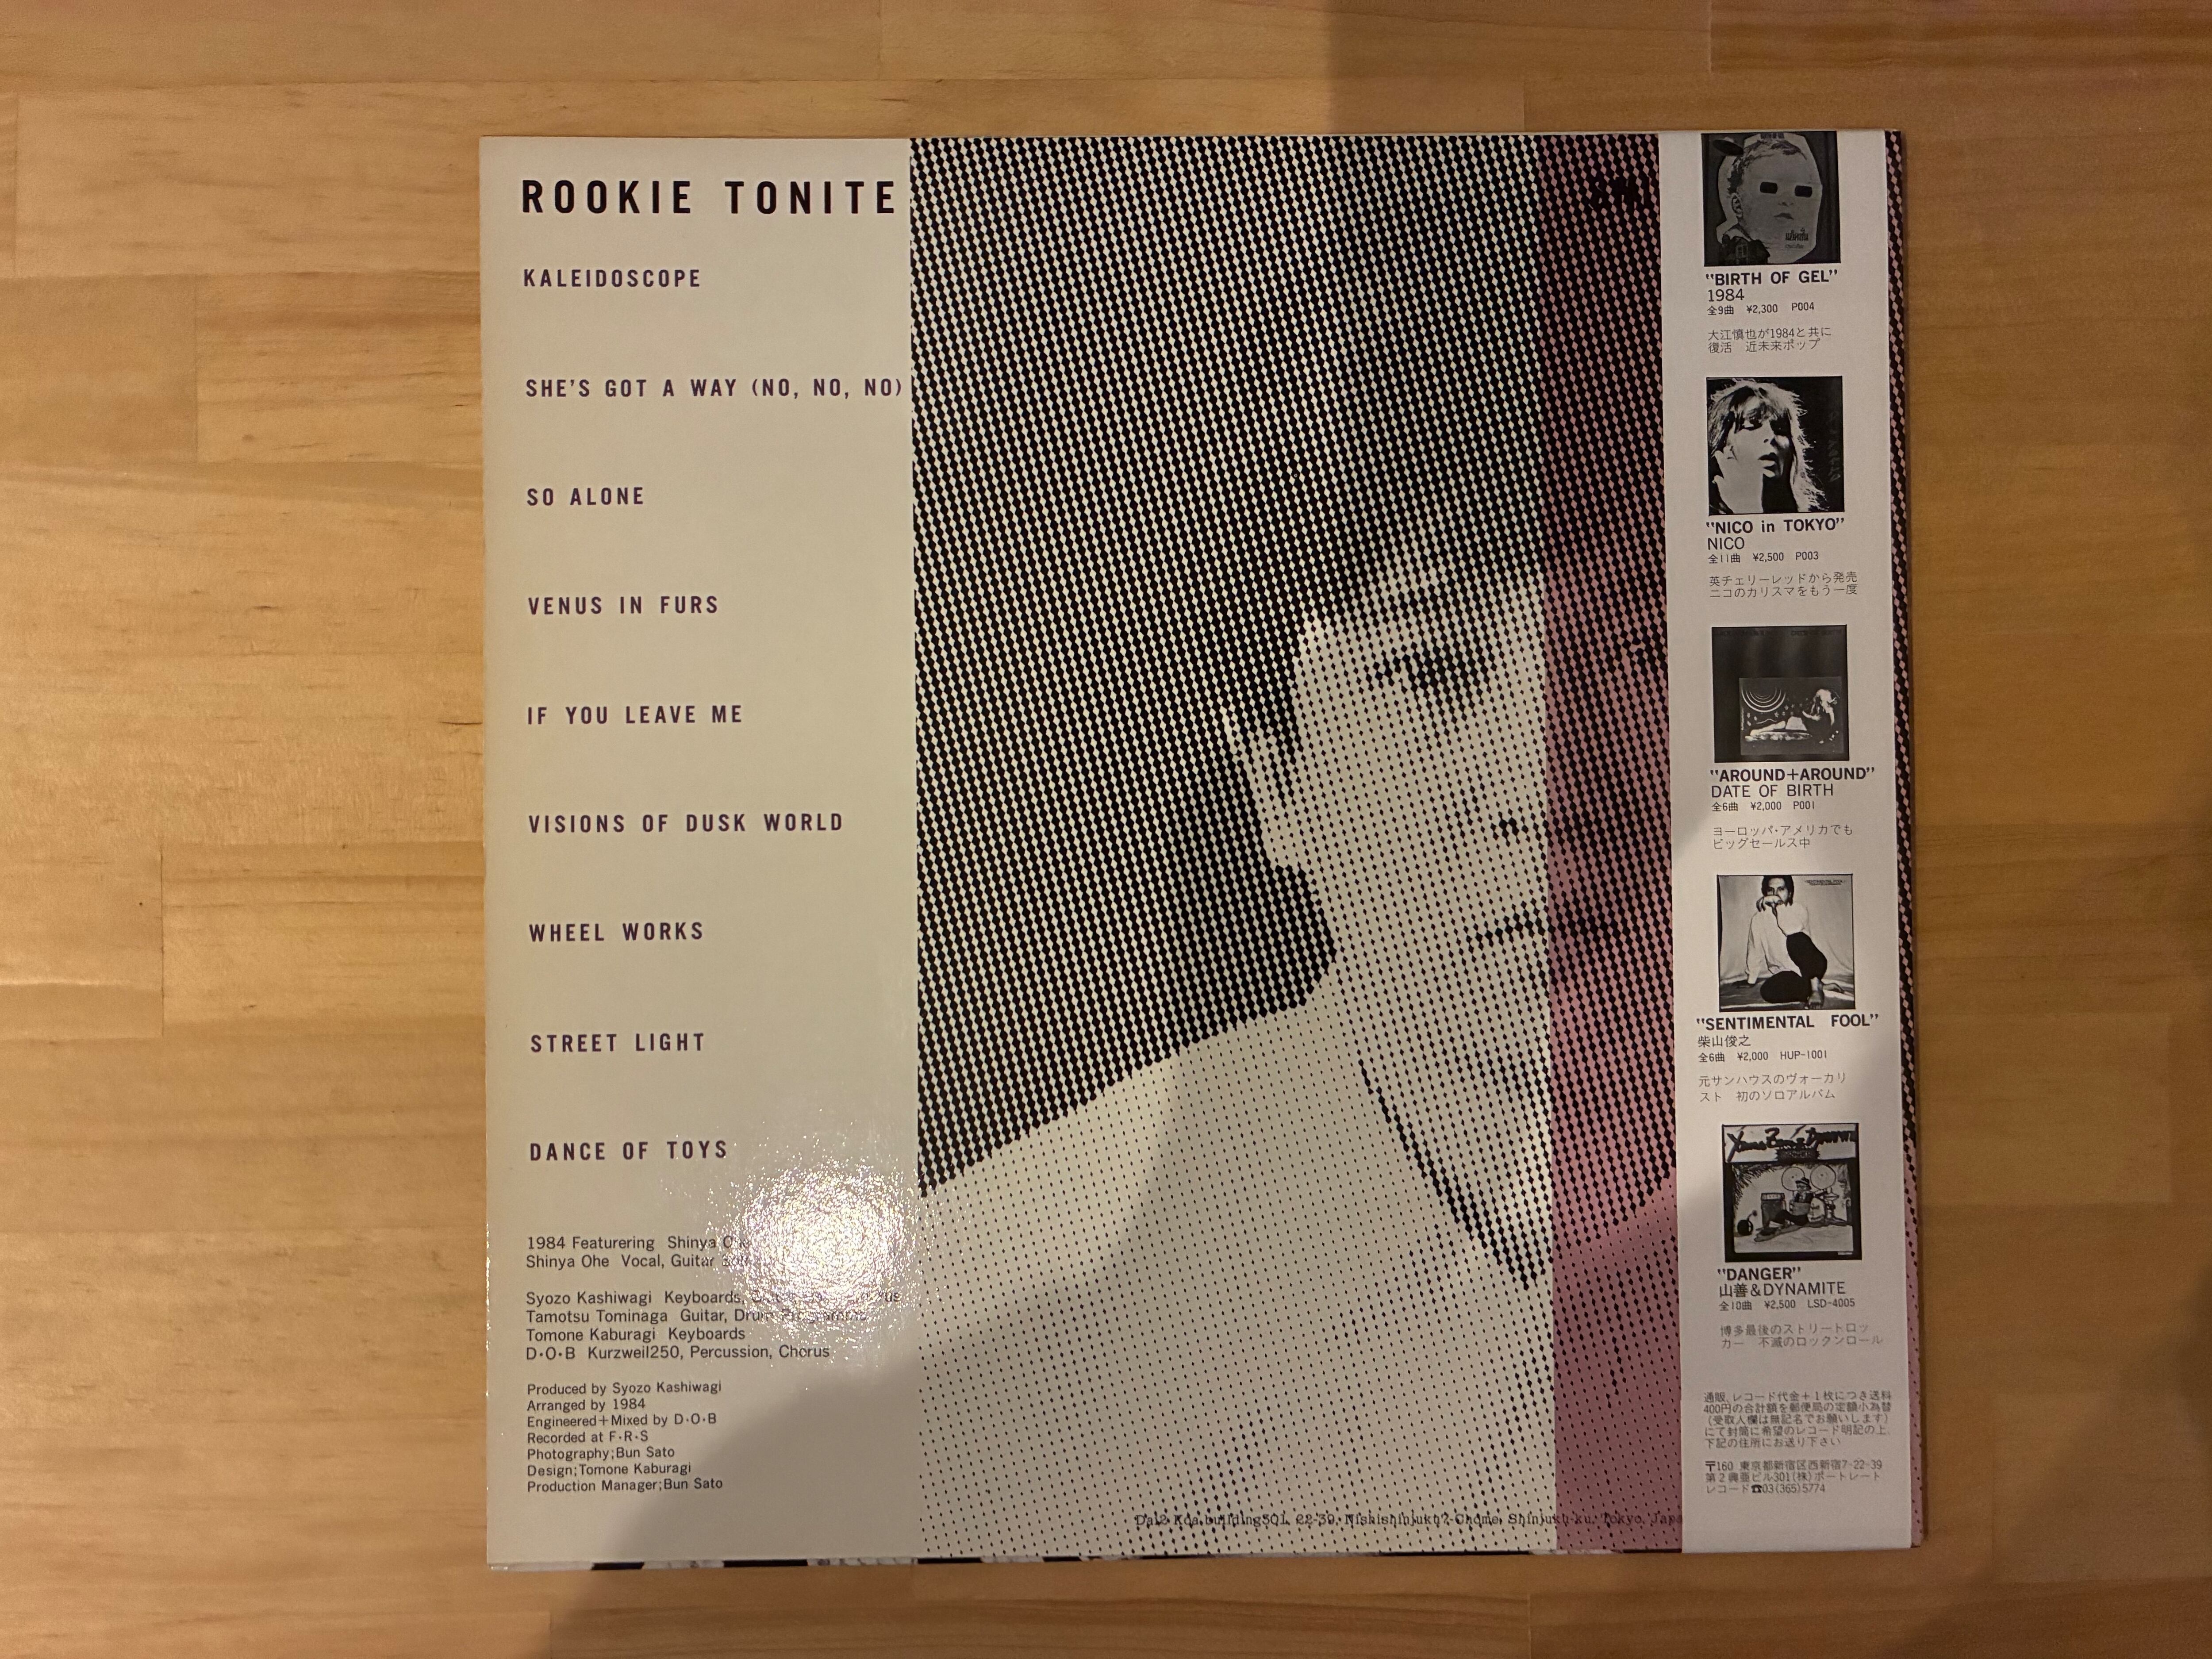 ROOKIE TONITE
KALEIDOSCOPE
SHE'S GOT A WAY (NO, NO, NO)
SO ALONE
VENUS IN FURS
IF YOU LEAVE ME
VISIONS OF DUSK WORLD
WHEEL WORKS
STREET LIGHT
DANCE OF TOYS
1984 Featurering Shinya
Shinya Ohe Vocal, Guitar
Syozo Kashiwagi Keyboards,
Tamotsu Tominaga Guitar, Drum
Tomone Kaburagi Keyboards
D・O・B Kurzweil250, Percussion, Chorus
Produced by Syozo Kashiwagi
Arranged by 1984
Engineered+Mixed by D・O・B
Recorded at F・R・S
Photography;Bun Sato
Design;Tomone Kaburagi
Production Manager;Bun Sato
Dai2 Koa building301, 22-39, Nishishinjuku7-Chome, Shinjuku-ku, Tokyo, Japa
"BIRTH OF GEL"
1984
全9曲 ¥2,300 P004
大江慎也が1984と共に
復活 近未来ポップ
"NICO in TOKYO"
NICO
全11曲 ¥2,500 P003
英チェリーレッドから発売
ニコのカリスマをもう一度
"AROUND+AROUND"
DATE OF BIRTH
全6曲 ¥2,000 P001
ヨーロッパ・アメリカでも
ビッグセールス中
"SENTIMENTAL FOOL"
柴山俊之
全6曲 ¥2,000 HUP-1001
元サンハウスのヴォーカリ
スト 初のソロアルバム
"DANGER"
山善&DYNAMITE
全10曲 ¥2,500 LSD-4005
博多最後のストリートロッ
カー 不滅のロックンロール
通販、レコード代金+1枚につき送料
400円の合計額を郵便局の定額小為替
(受取人欄は無記名でお願いします)
にて封筒に希望のレコード明記の上、
下記の住所にお送り下さい
〒160 東京都新宿区西新宿7-22-39
第2興亜ビル301(株)ポートレート
レコード☎03(365)5774